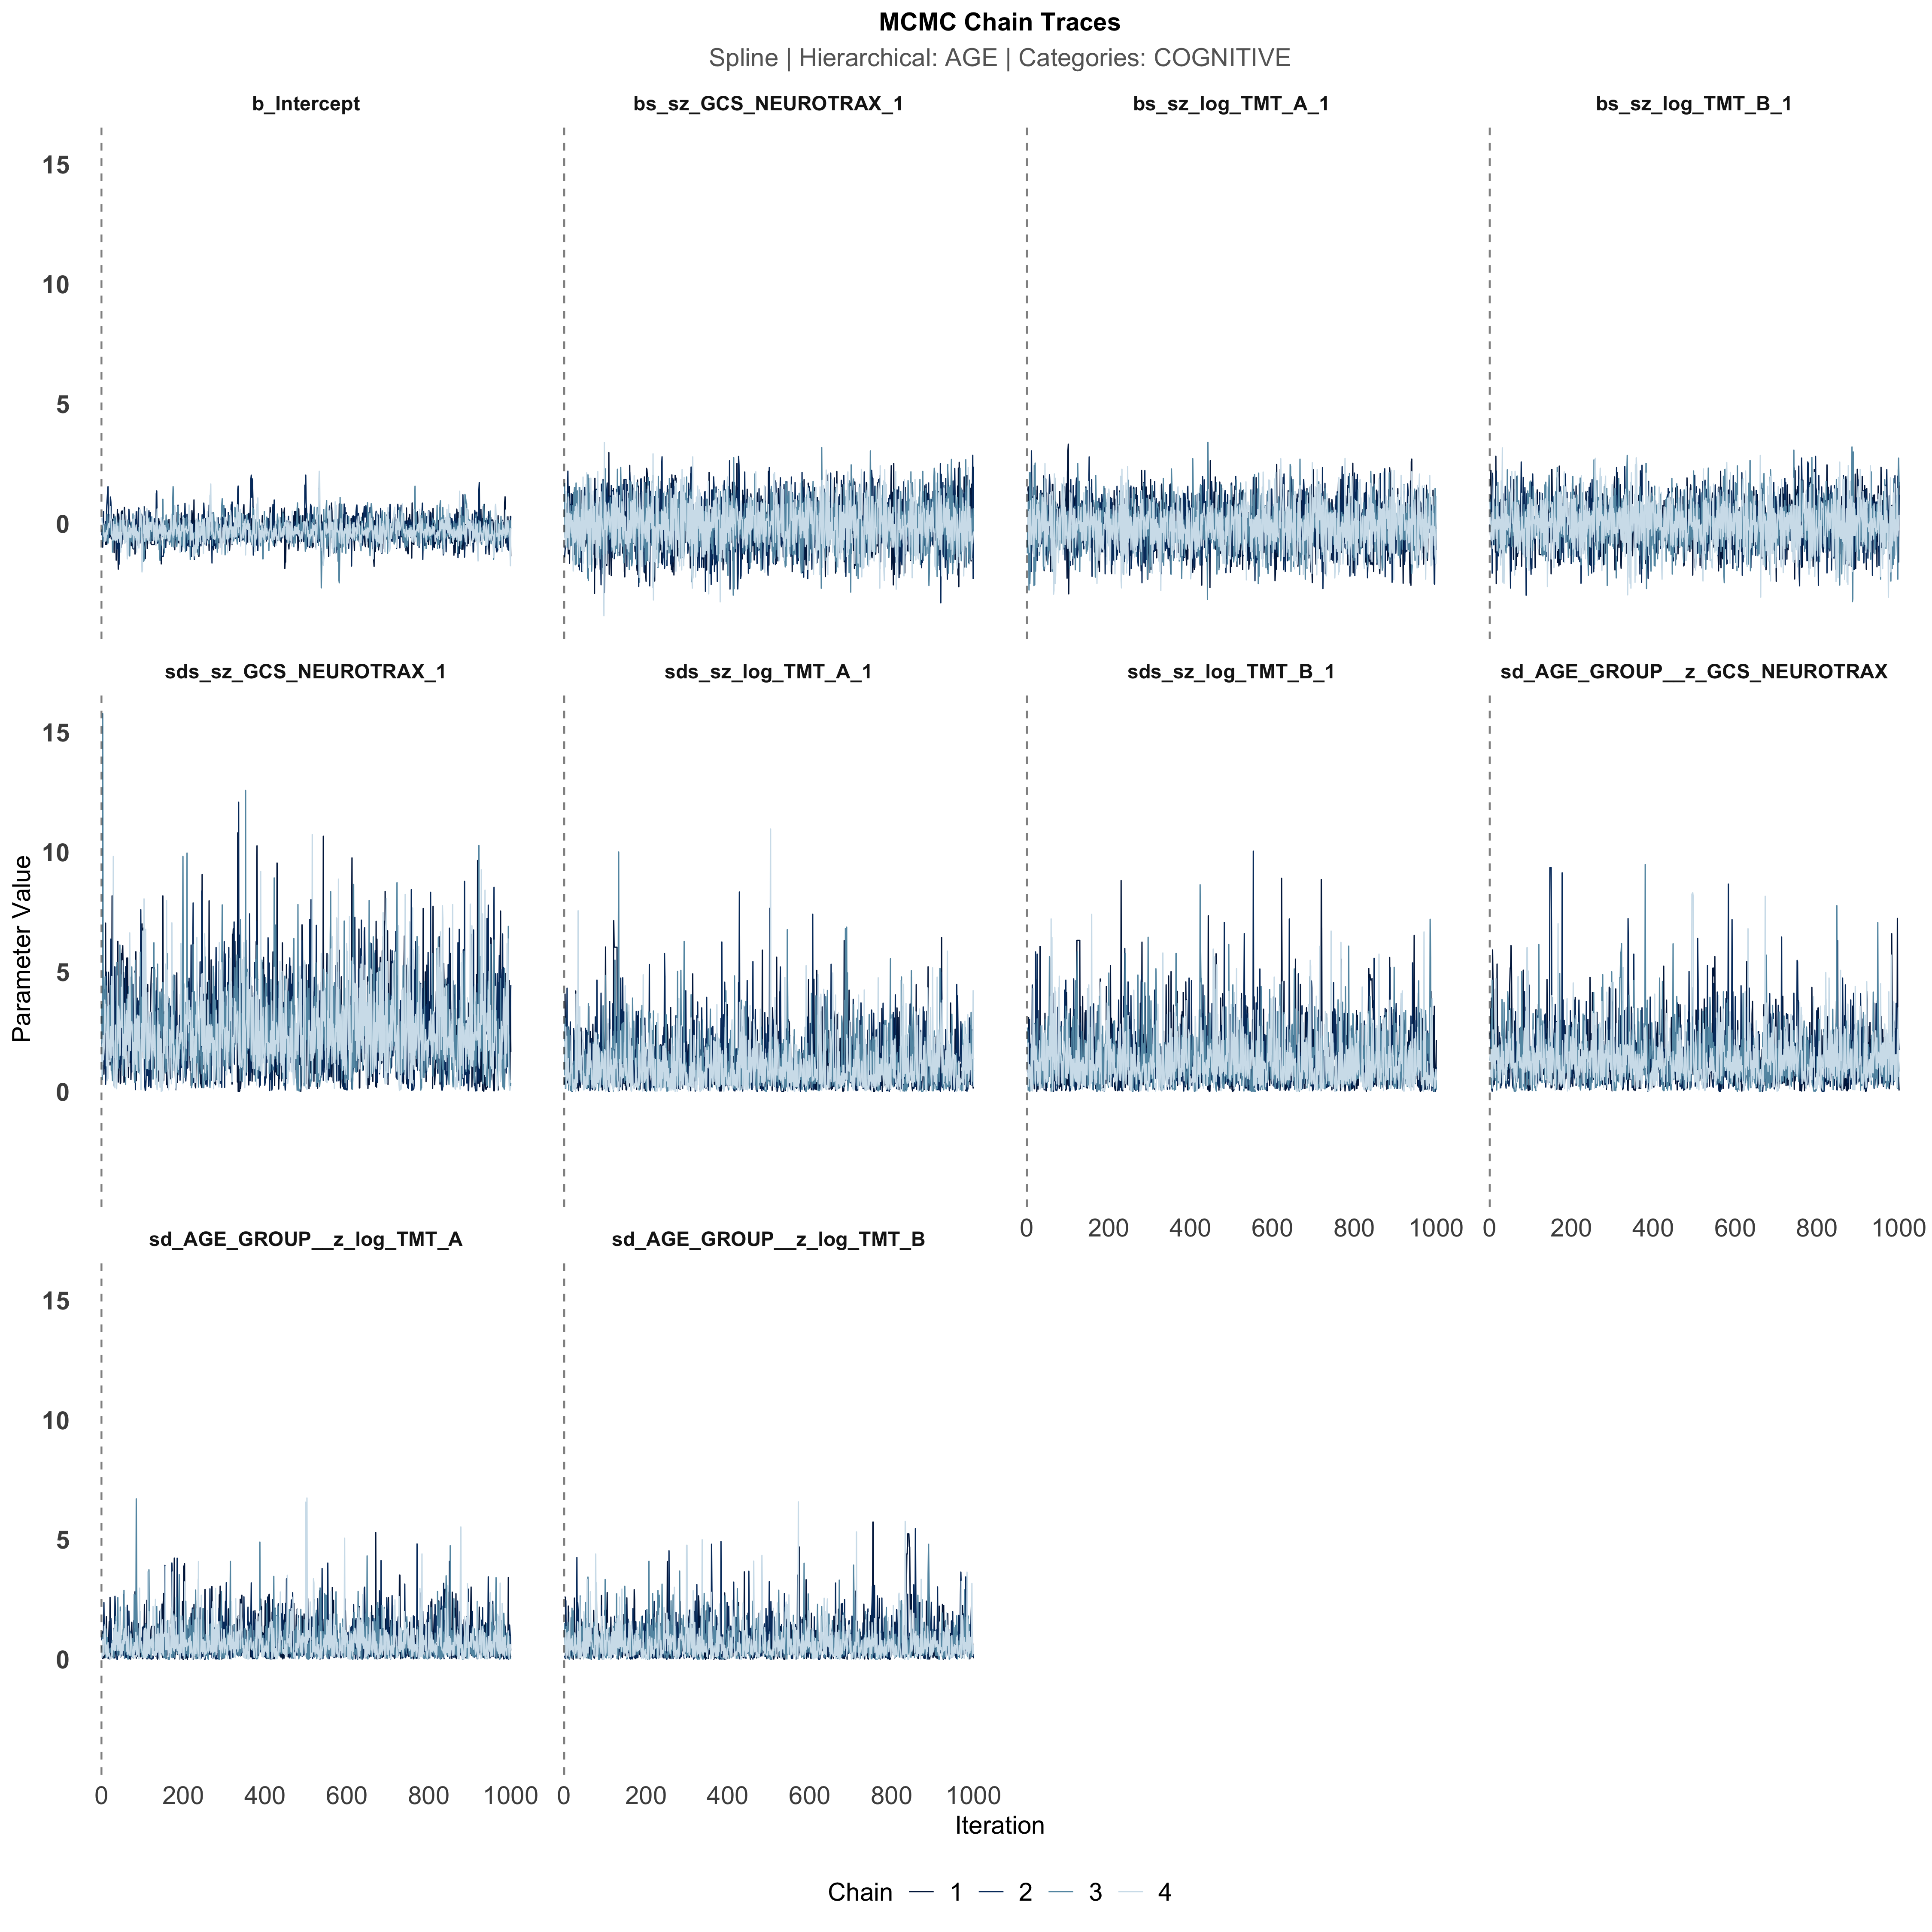 MCMC Chain Traces
Spline | Hierarchical: AGE | Categories: COGNITIVE
b_Intercept bs_sz_GCS_NEUROTRAX_1 bs_sz_log_TMT_A_1 bs_sz_log_TMT_B_1
15
10
5
0
sds_sz_GCS_NEUROTRAX_1 sds_sz_log_TMT_A_1 sds_sz_log_TMT_B_1 sd_AGE_GROUP__z_GCS_NEUROTRAX
15
10
5
0
Parameter Value
0 200 400 600 800 1000 0 200 400 600 800 1000
sd_AGE_GROUP__z_log_TMT_A sd_AGE_GROUP__z_log_TMT_B
15
10
5
0
0 200 400 600 800 1000 0 200 400 600 800 1000
Iteration
Chain 1 2 3 4